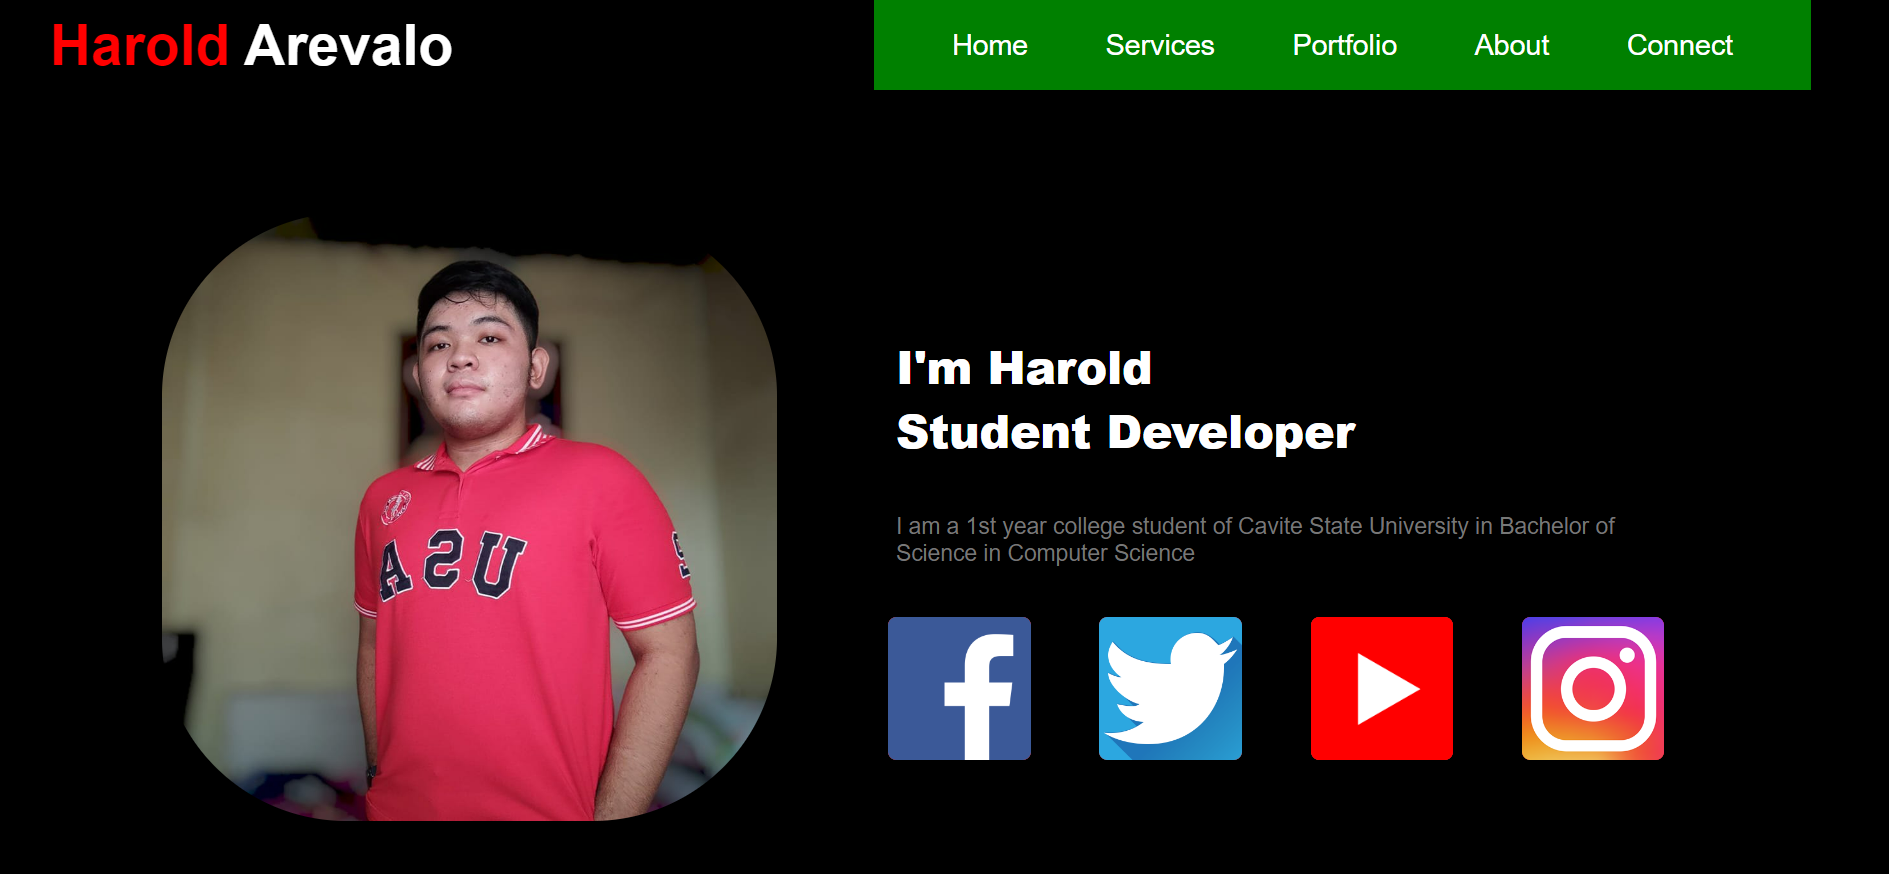 Harold Arevalo
Home Services Portfolio About Connect
I'm Harold
Student Developer
I am a 1st year college student of Cavite State University in Bachelor of
Science in Computer Science
USA